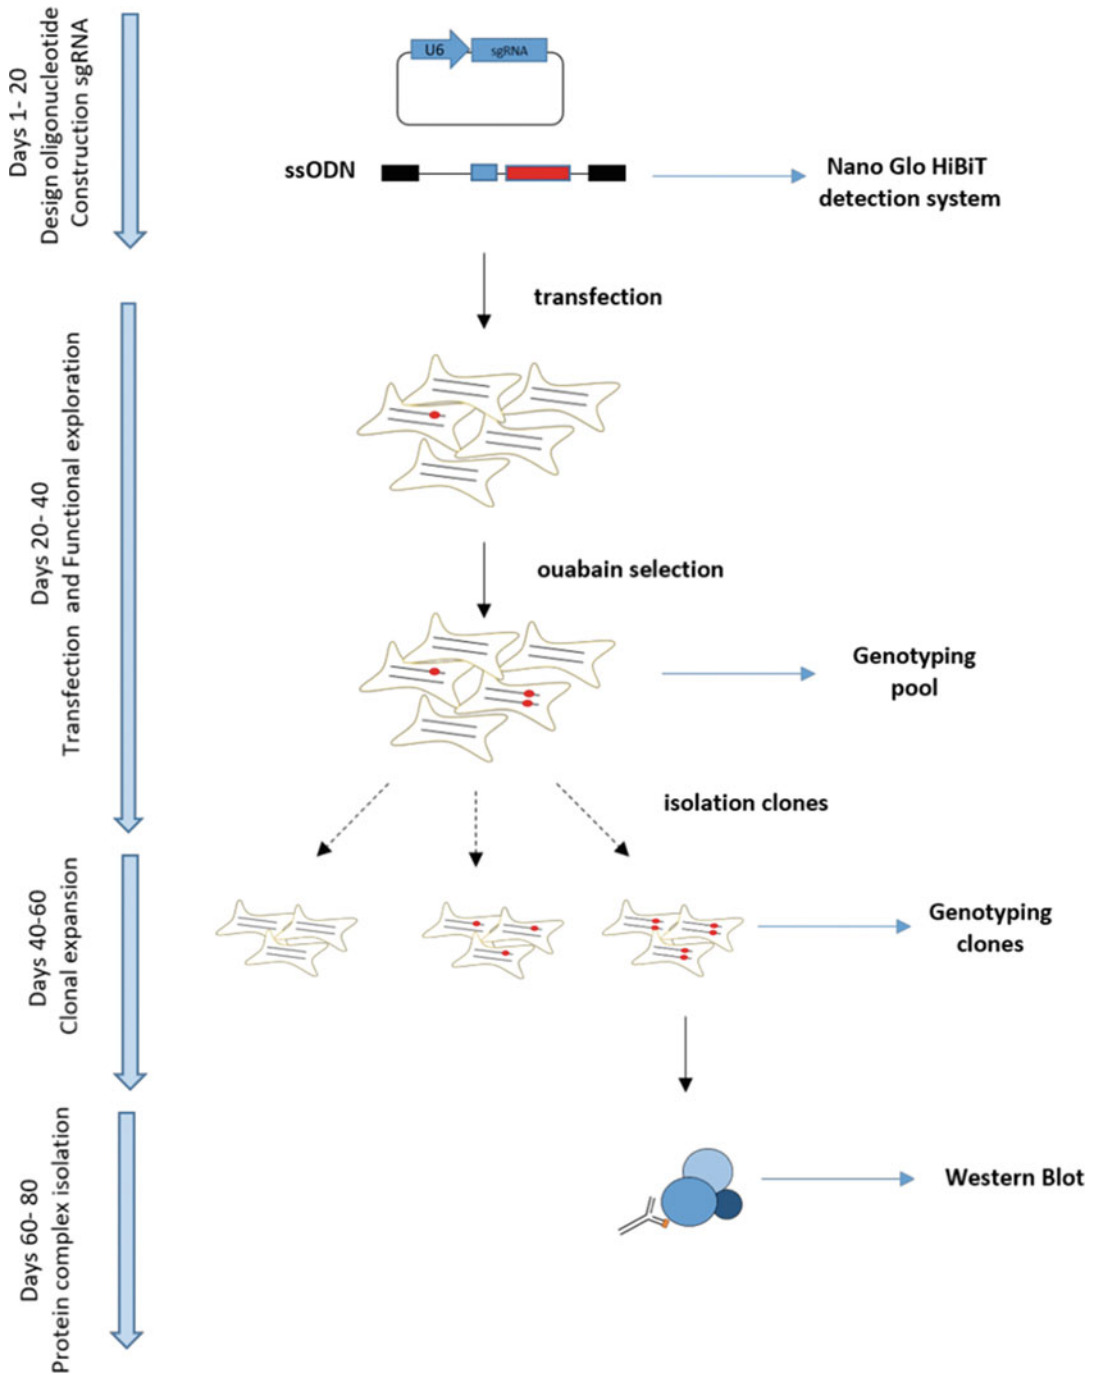 Days 1- 20
Design oligonucleotide
Construction sgRNA
U6
sgRNA
ssODN
Nano Glo HiBiT
detection system
transfection
Days 20- 40
Transfection and Functional exploration
ouabain selection
Genotyping
pool
isolation clones
Days 40-60
Clonal expansion
Genotyping
clones
Days 60- 80
Protein complex isolation
Western Blot